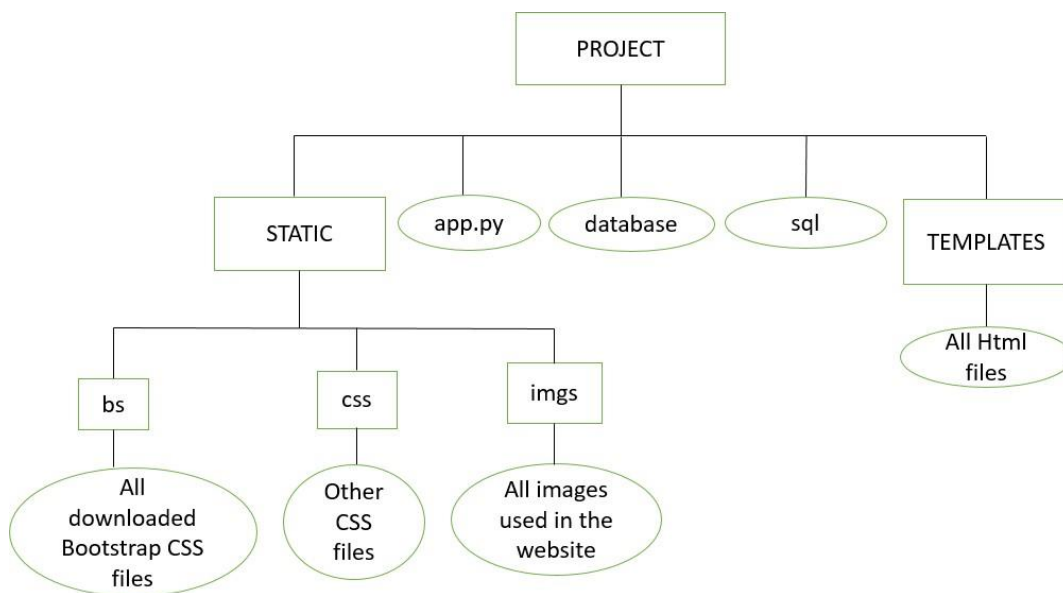 PROJECT
STATIC
app.py
database
sql
TEMPLATES
All Html
files
bs
css
imgs
All
downloaded
Bootstrap CSS
files
Other
CSS
files
All images
used in the
website